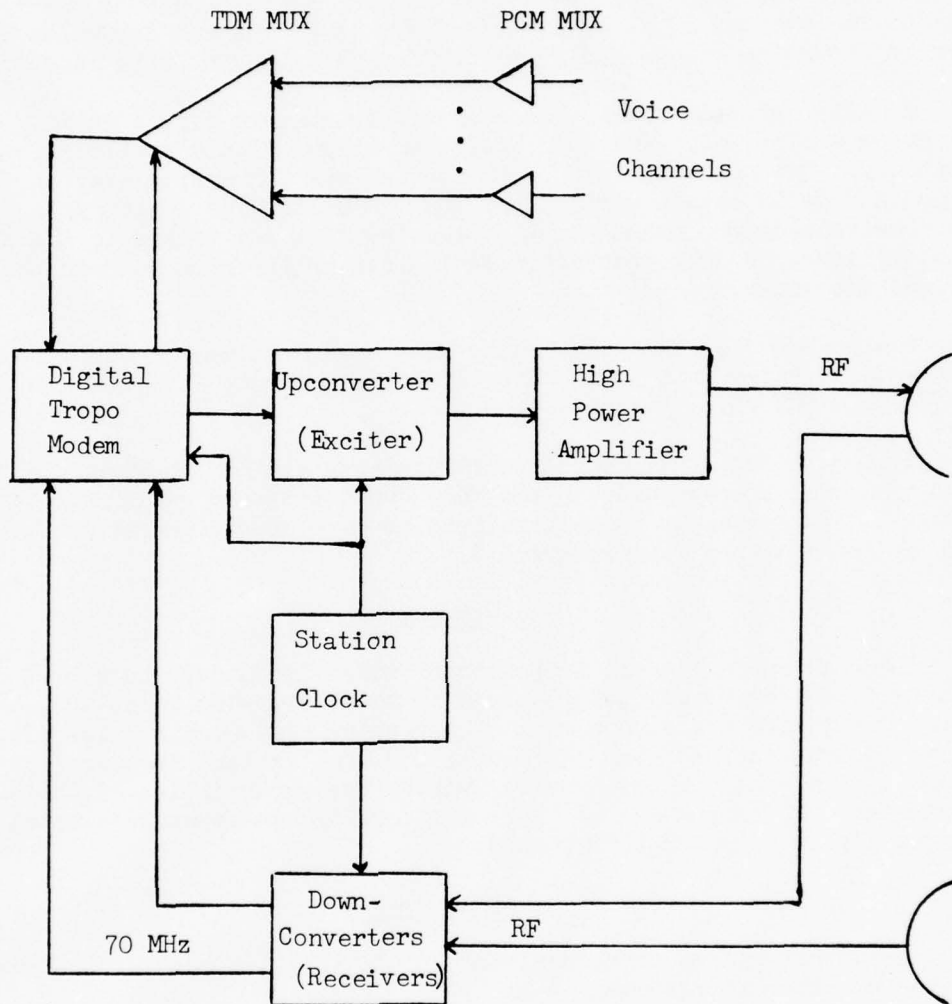 TDM MUX
PCM MUX
Voice
Channels
Digital
Tropo
Modem
Upconverter
(Exciter)
High
Power
Amplifier
RF
Station
Clock
Down-
Converters
(Receivers)
70 MHz
RF